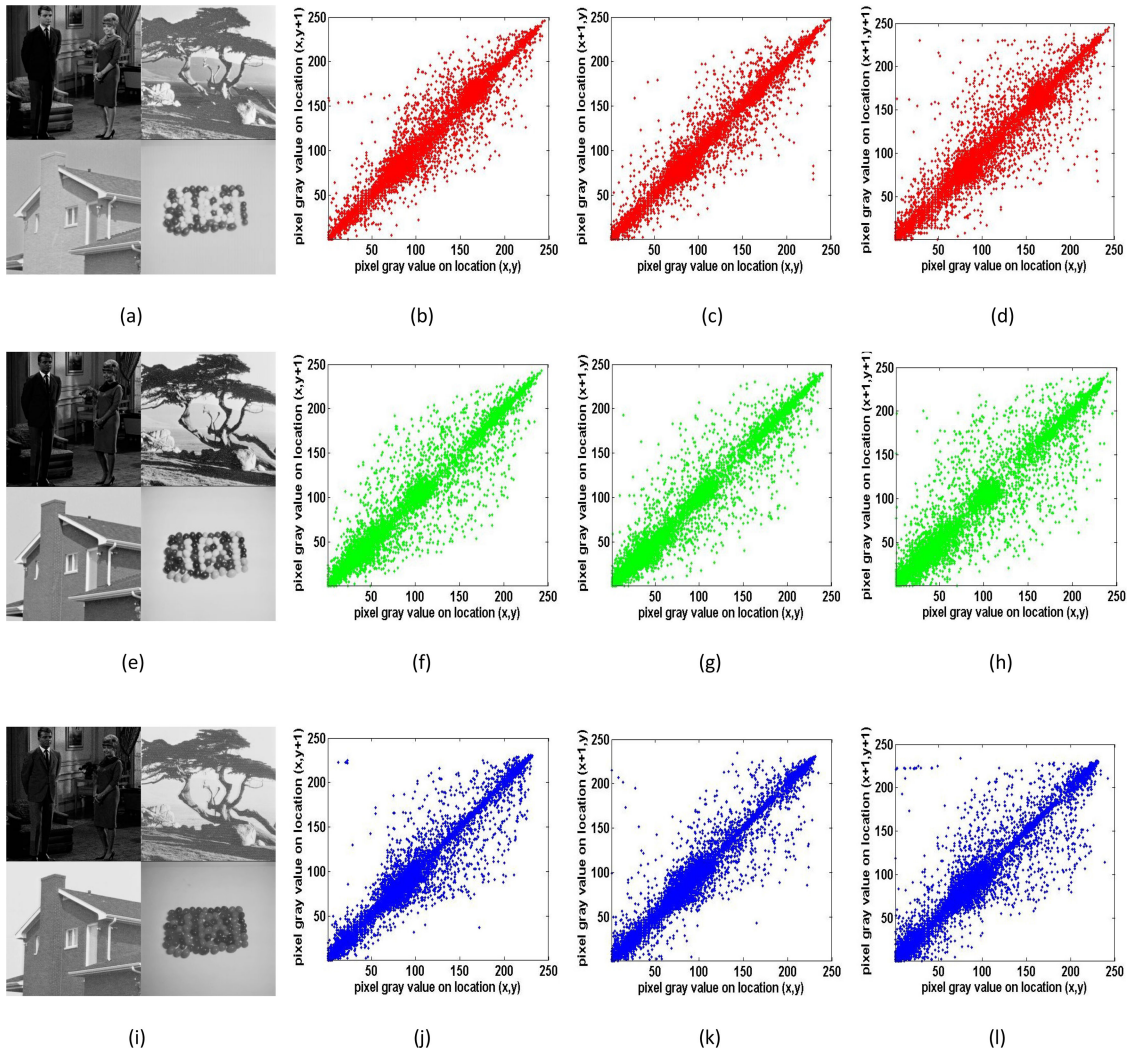 pixel gray value on location (x,y+1)
250
200
150
100
50
50 100 150 200 250
pixel gray value on location (x,y)
pixel gray value on location (x+1,y)
250
200
150
100
50
50 100 150 200 250
pixel gray value on location (x,y)
pixel gray value on location (x+1,y+1)
250
200
150
100
50
50 100 150 200 250
pixel gray value on location (x,y)
(a) (b) (c) (d)
pixel gray value on location (x,y+1)
250
200
150
100
50
50 100 150 200 250
pixel gray value on location (x,y)
pixel gray value on location (x+1,y)
250
200
150
100
50
50 100 150 200 250
pixel gray value on location (x,y)
pixel gray value on location (x+1,y+1)
250
200
150
100
50
50 100 150 200 250
pixel gray value on location (x,y)
(e) (f) (g) (h)
pixel gray value on location (x,y+1)
250
200
150
100
50
50 100 150 200 250
pixel gray value on location (x,y)
pixel gray value on location (x+1,y)
250
200
150
100
50
50 100 150 200 250
pixel gray value on location (x,y)
pixel gray value on location (x+1,y+1)
250
200
150
100
50
50 100 150 200 250
pixel gray value on location (x,y)
(i) (j) (k) (l)